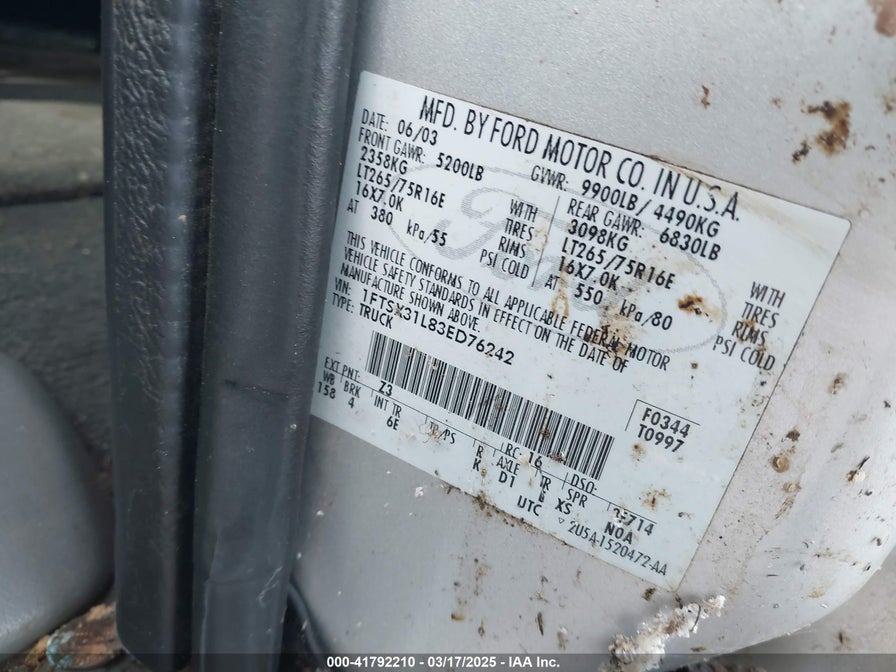 MFD. BY FORD MOTOR CO. IN U.S.A.
DATE: 06/03 GVWR: 9900LB/4490KG
FRONT GAWR: 5200LB REAR GAWR: 6830LB
2358KG WITH 3098KG WITH
LT265/75R16E TIRES LT265/75R16E TIRES
16X7.0K RIMS 16X7.0K RIMS
AT 380 kPa/55 PSI COLD AT 550 kPa/80 PSI COLD
THIS VEHICLE CONFORMS TO ALL APPLICABLE FEDERAL MOTOR
VEHICLE SAFETY STANDARDS IN EFFECT ON THE DATE OF
MANUFACTURE SHOWN ABOVE
VIN: 1FTSX31L83ED76242
TYPE: TRUCK
F0344
T0997
EXT PNT: Z3 RC: 16 DSO:
WB BRK INT TR TP/PS R AXLE TR SPR
158 4 6E K D1 XS N0A
UTC ▽2U5A-1520472-AA
000-41792210 - 03/17/2025 - IAA Inc.